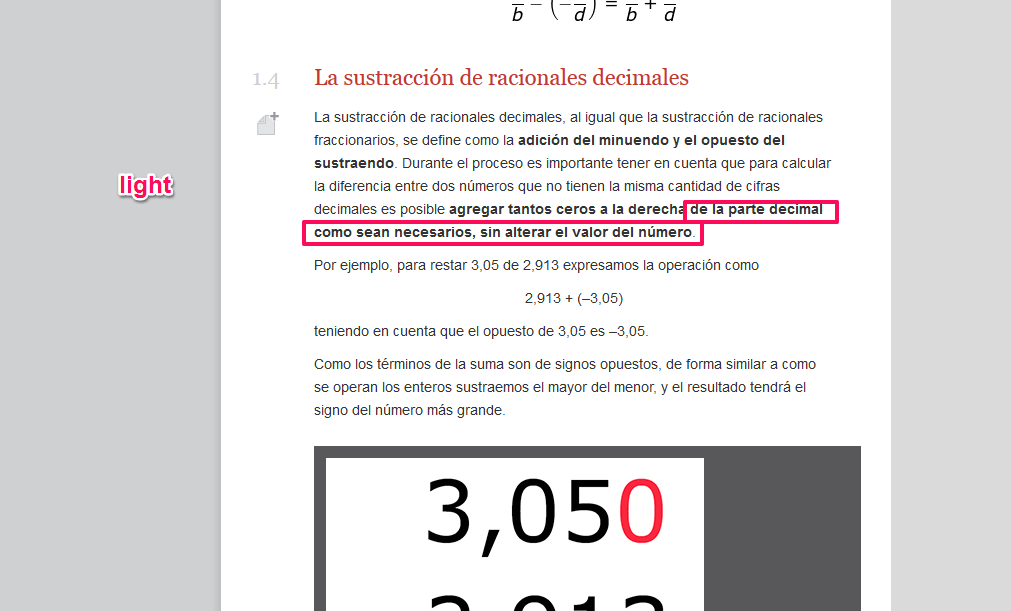 b − (− d) = b + d
1.4 La sustracción de racionales decimales
La sustracción de racionales decimales, al igual que la sustracción de racionales
fraccionarios, se define como la adición del minuendo y el opuesto del
sustraendo. Durante el proceso es importante tener en cuenta que para calcular
la diferencia entre dos números que no tienen la misma cantidad de cifras
light
decimales es posible agregar tantos ceros a la derecha de la parte decimal
como sean necesarios, sin alterar el valor del número.
Por ejemplo, para restar 3,05 de 2,913 expresamos la operación como
2,913 + (–3,05)
teniendo en cuenta que el opuesto de 3,05 es –3,05.
Como los términos de la suma son de signos opuestos, de forma similar a como
se operan los enteros sustraemos el mayor del menor, y el resultado tendrá el
signo del número más grande.
3,050
2,913